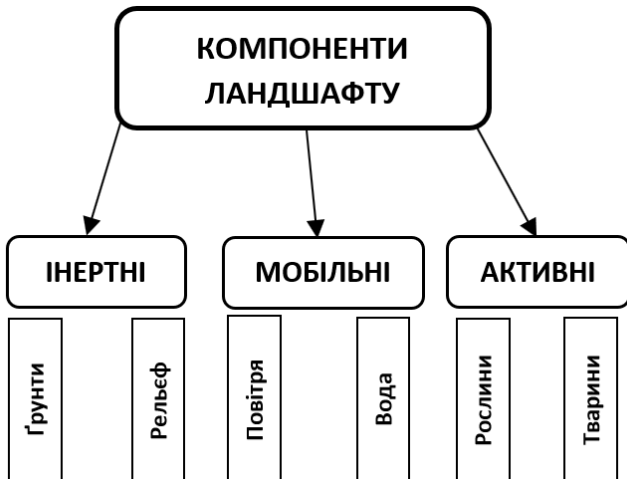 КОМПОНЕНТИ
ЛАНДШАФТУ
ІНЕРТНІ
МОБІЛЬНІ
АКТИВНІ
Ґрунти
Рельєф
Повітря
Вода
Рослини
Тварини